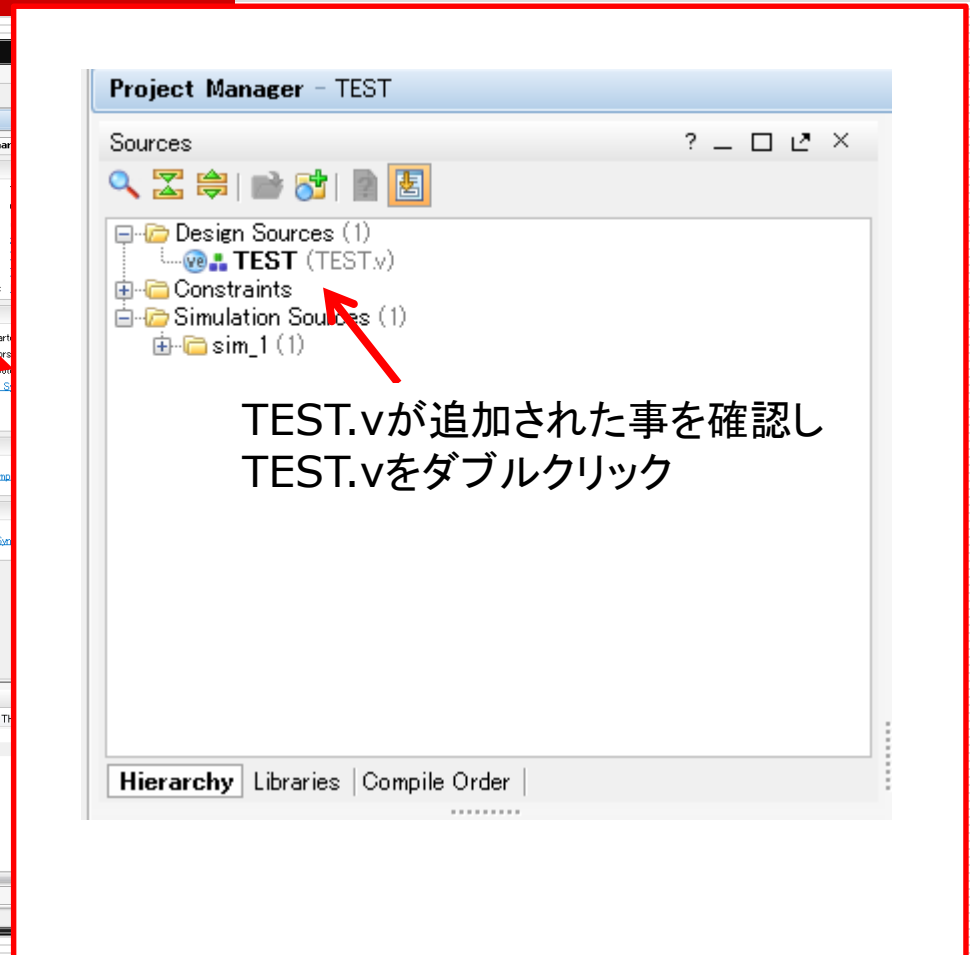 Project Manager - TEST
Sources
Design Sources (1)
TEST (TEST.v)
Constraints
Simulation Sources (1)
sim_1 (1)
TEST.vが追加された事を確認し
TEST.vをダブルクリック
Hierarchy Libraries Compile Order